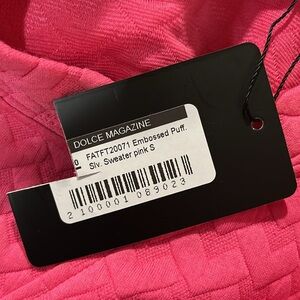 DOLCE MAGAZINE
FATFT20071 Embossed Puff.
Slv. Sweater pink S
2 100001 089023